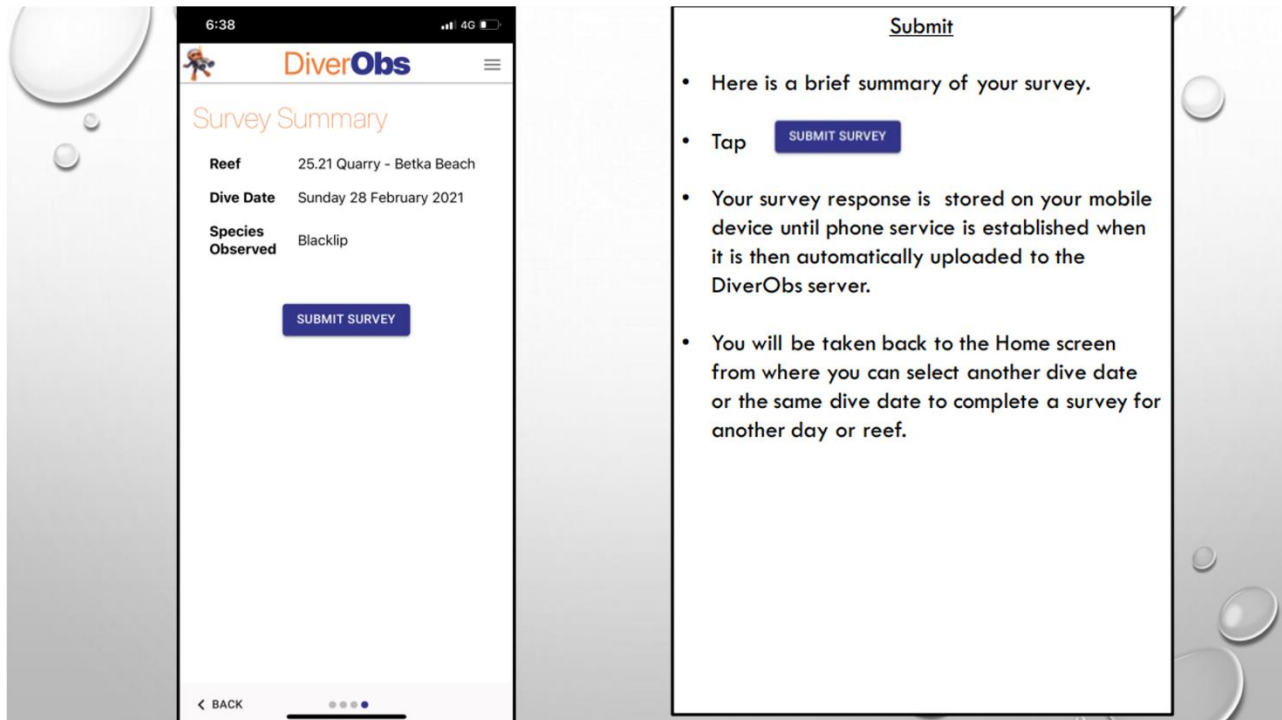 6:38
4G
DiverObs
Survey Summary
Reef 25.21 Quarry - Betka Beach
Dive Date Sunday 28 February 2021
Species
Observed Blacklip
SUBMIT SURVEY
BACK
Submit
• Here is a brief summary of your survey.
• Tap SUBMIT SURVEY
• Your survey response is stored on your mobile
device until phone service is established when
it is then automatically uploaded to the
DiverObs server.
• You will be taken back to the Home screen
from where you can select another dive date
or the same dive date to complete a survey for
another day or reef.